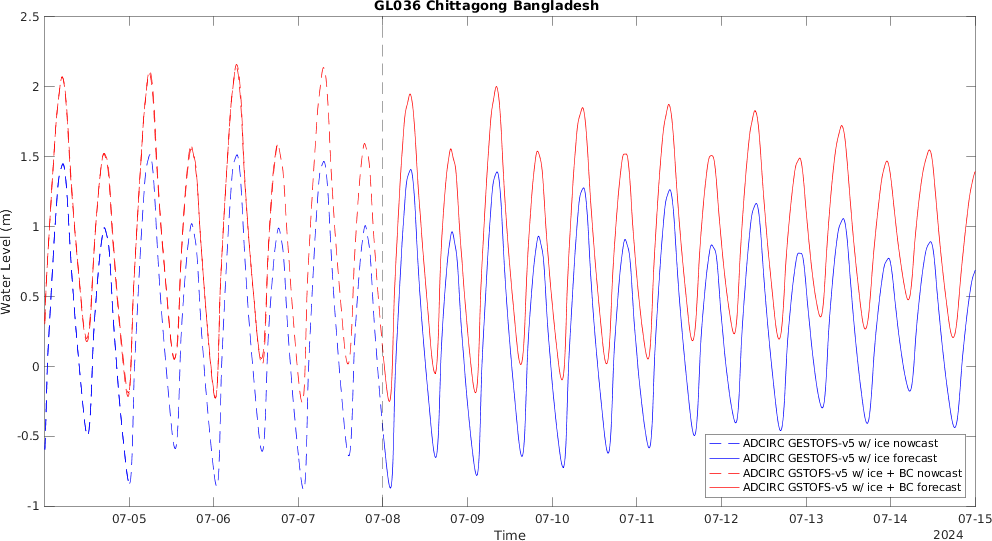 GL036 Chittagong Bangladesh
2.5
2
1.5
1
0.5
0
-0.5
-1
Water Level (m)
ADCIRC GESTOFS-v5 w/ ice nowcast
ADCIRC GESTOFS-v5 w/ ice forecast
ADCIRC GSTOFS-v5 w/ ice + BC nowcast
ADCIRC GSTOFS-v5 w/ ice + BC forecast
07-05 07-06 07-07 07-08 07-09 07-10 07-11 07-12 07-13 07-14 07-15
Time
2024